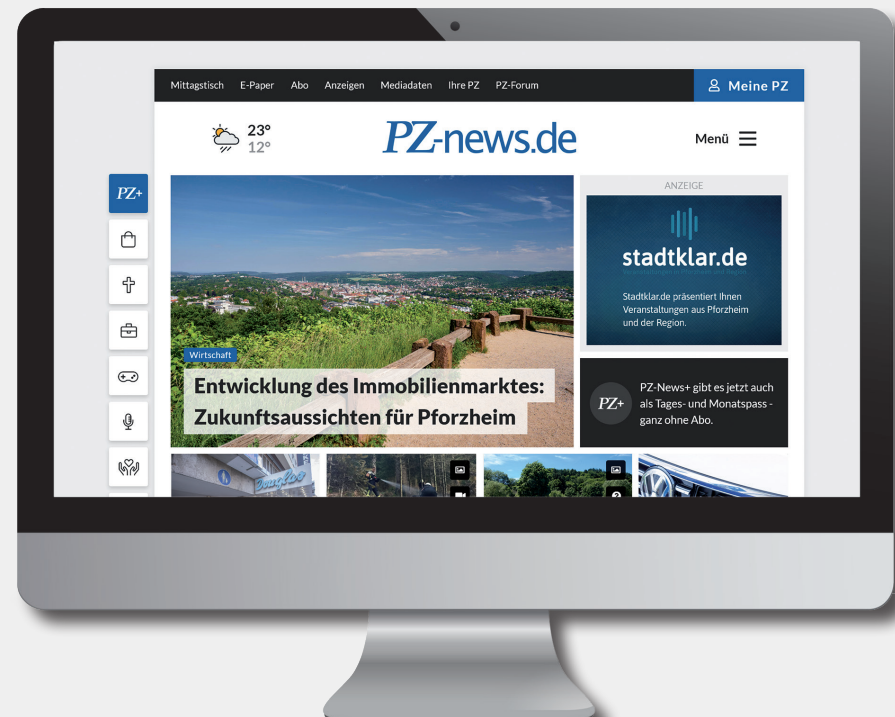 Mittagstisch E-Paper Abo Anzeigen Mediadaten Ihre PZ PZ-Forum Meine PZ
23°
12°
PZ-news.de
Menü
PZ+
ANZEIGE
stadtklar.de
Stadtklar.de präsentiert Ihnen
Veranstaltungen aus Pforzheim
und der Region.
Wirtschaft
Entwicklung des Immobilienmarktes:
Zukunftsaussichten für Pforzheim
PZ+
PZ-News+ gibt es jetzt auch
als Tages- und Monatspass -
ganz ohne Abo.
Douglas